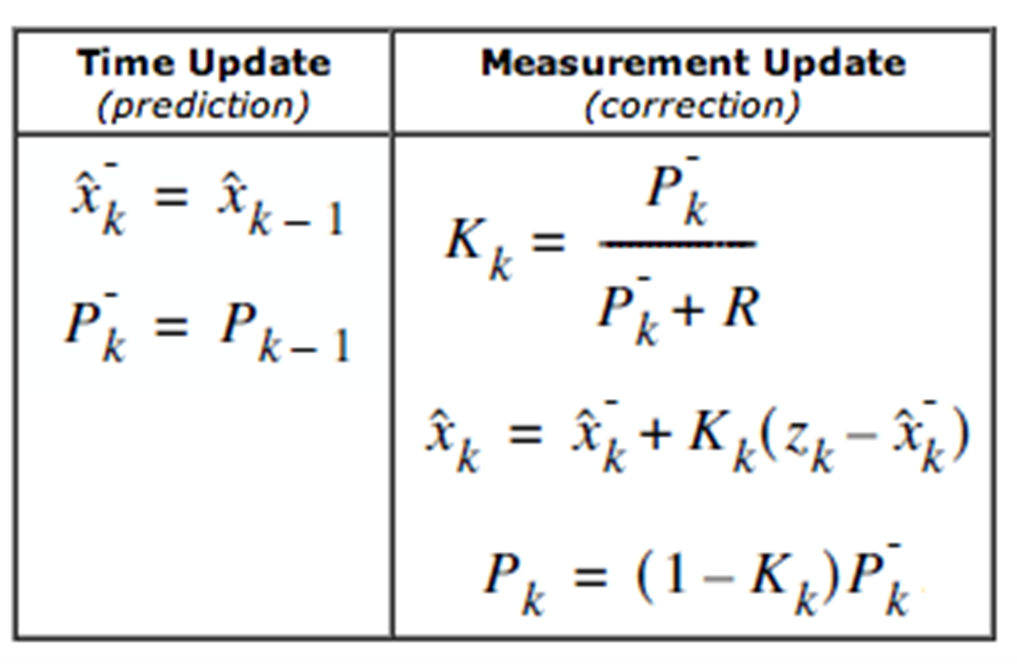 Time Update
(prediction)
x̂⁻ₖ = x̂ₖ₋₁
P⁻ₖ = Pₖ₋₁
Measurement Update
(correction)
Kₖ = P⁻ₖ / (P⁻ₖ + R)
x̂ₖ = x̂⁻ₖ + Kₖ(zₖ – x̂⁻ₖ)
Pₖ = (1 – Kₖ)P⁻ₖ